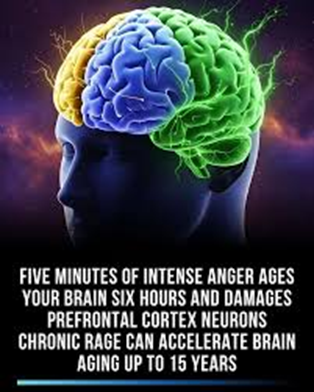 FIVE MINUTES OF INTENSE ANGER AGES
YOUR BRAIN SIX HOURS AND DAMAGES
PREFRONTAL CORTEX NEURONS
CHRONIC RAGE CAN ACCELERATE BRAIN
AGING UP TO 15 YEARS